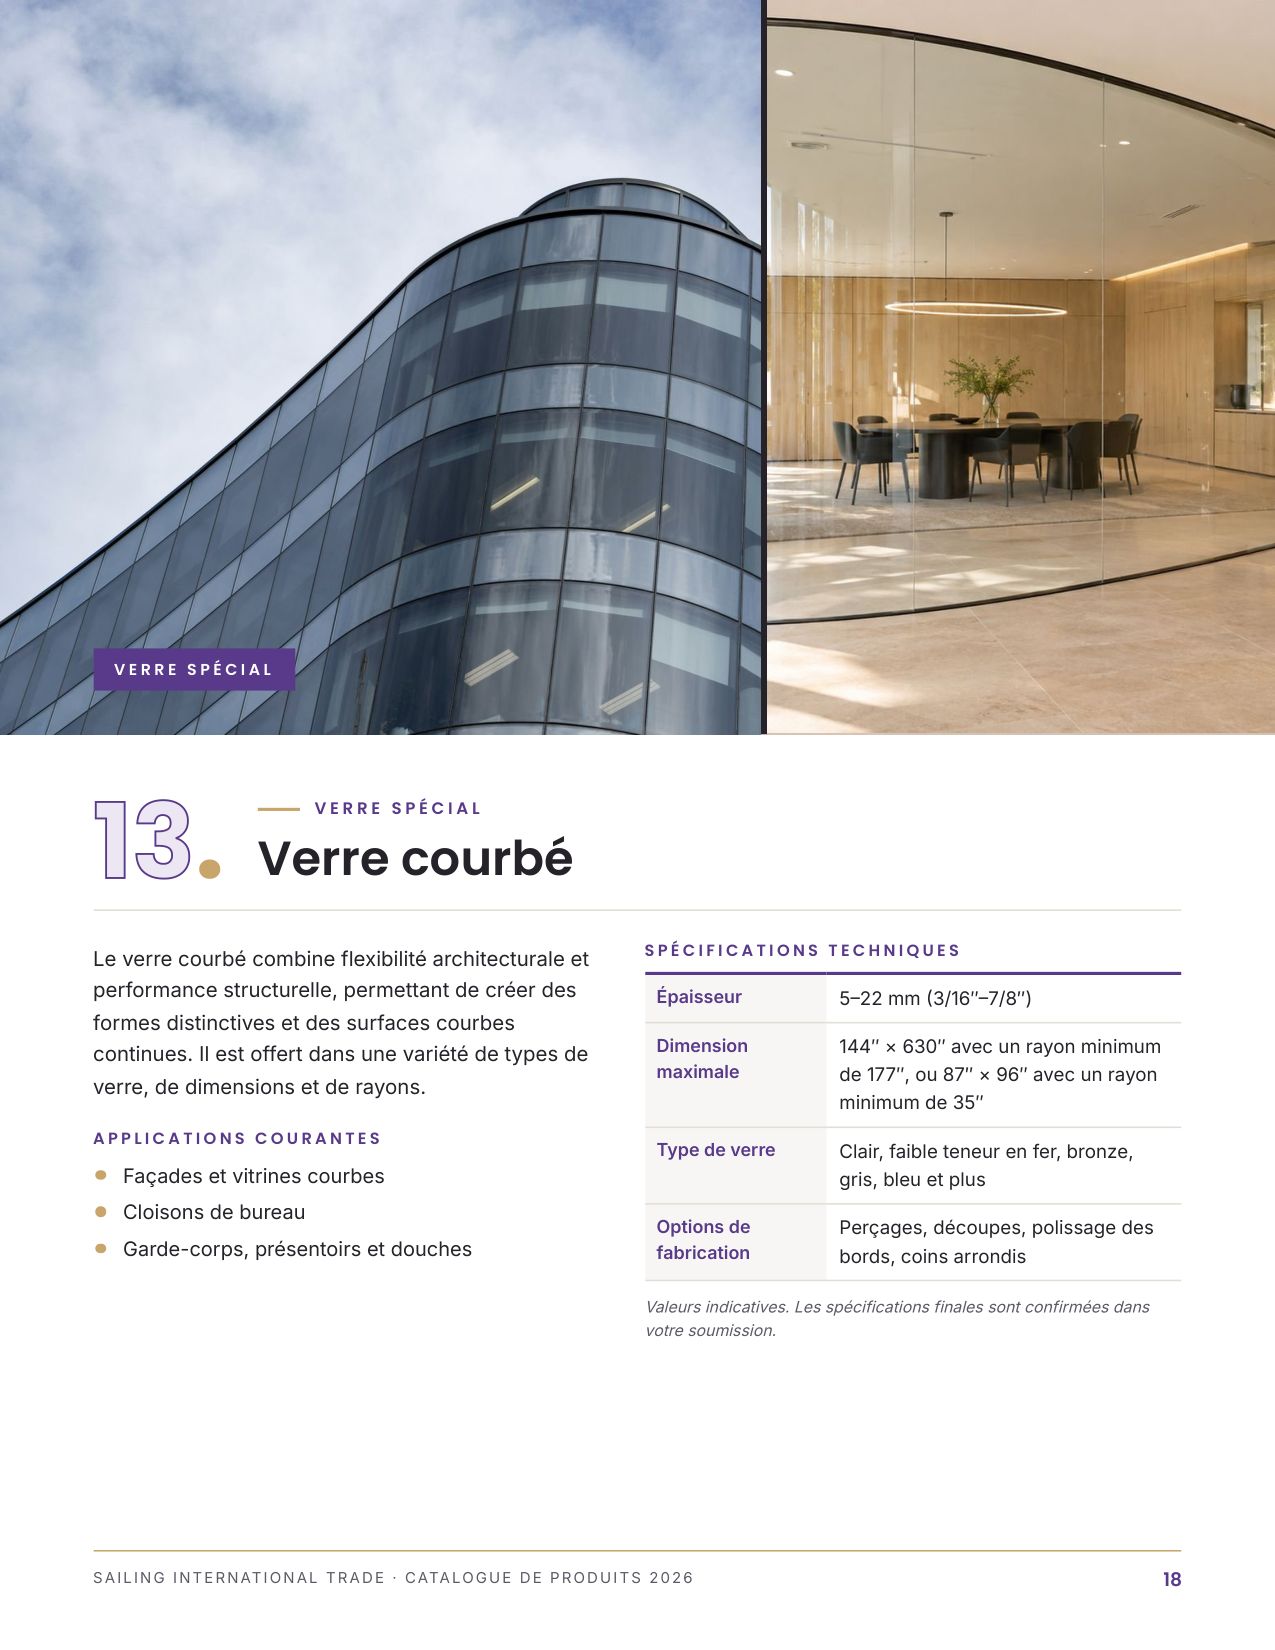 VERRE SPÉCIAL
13.
VERRE SPÉCIAL
Verre courbé
Le verre courbé combine flexibilité architecturale et
performance structurelle, permettant de créer des
formes distinctives et des surfaces courbes
continues. Il est offert dans une variété de types de
verre, de dimensions et de rayons.
APPLICATIONS COURANTES
Façades et vitrines courbes
Cloisons de bureau
Garde-corps, présentoirs et douches
SPÉCIFICATIONS TECHNIQUES
Épaisseur
5–22 mm (3/16″–7/8″)
Dimension
maximale
144″ × 630″ avec un rayon minimum
de 177″, ou 87″ × 96″ avec un rayon
minimum de 35″
Type de verre
Clair, faible teneur en fer, bronze,
gris, bleu et plus
Options de
fabrication
Perçages, découpes, polissage des
bords, coins arrondis
Valeurs indicatives. Les spécifications finales sont confirmées dans
votre soumission.
SAILING INTERNATIONAL TRADE · CATALOGUE DE PRODUITS 2026
18